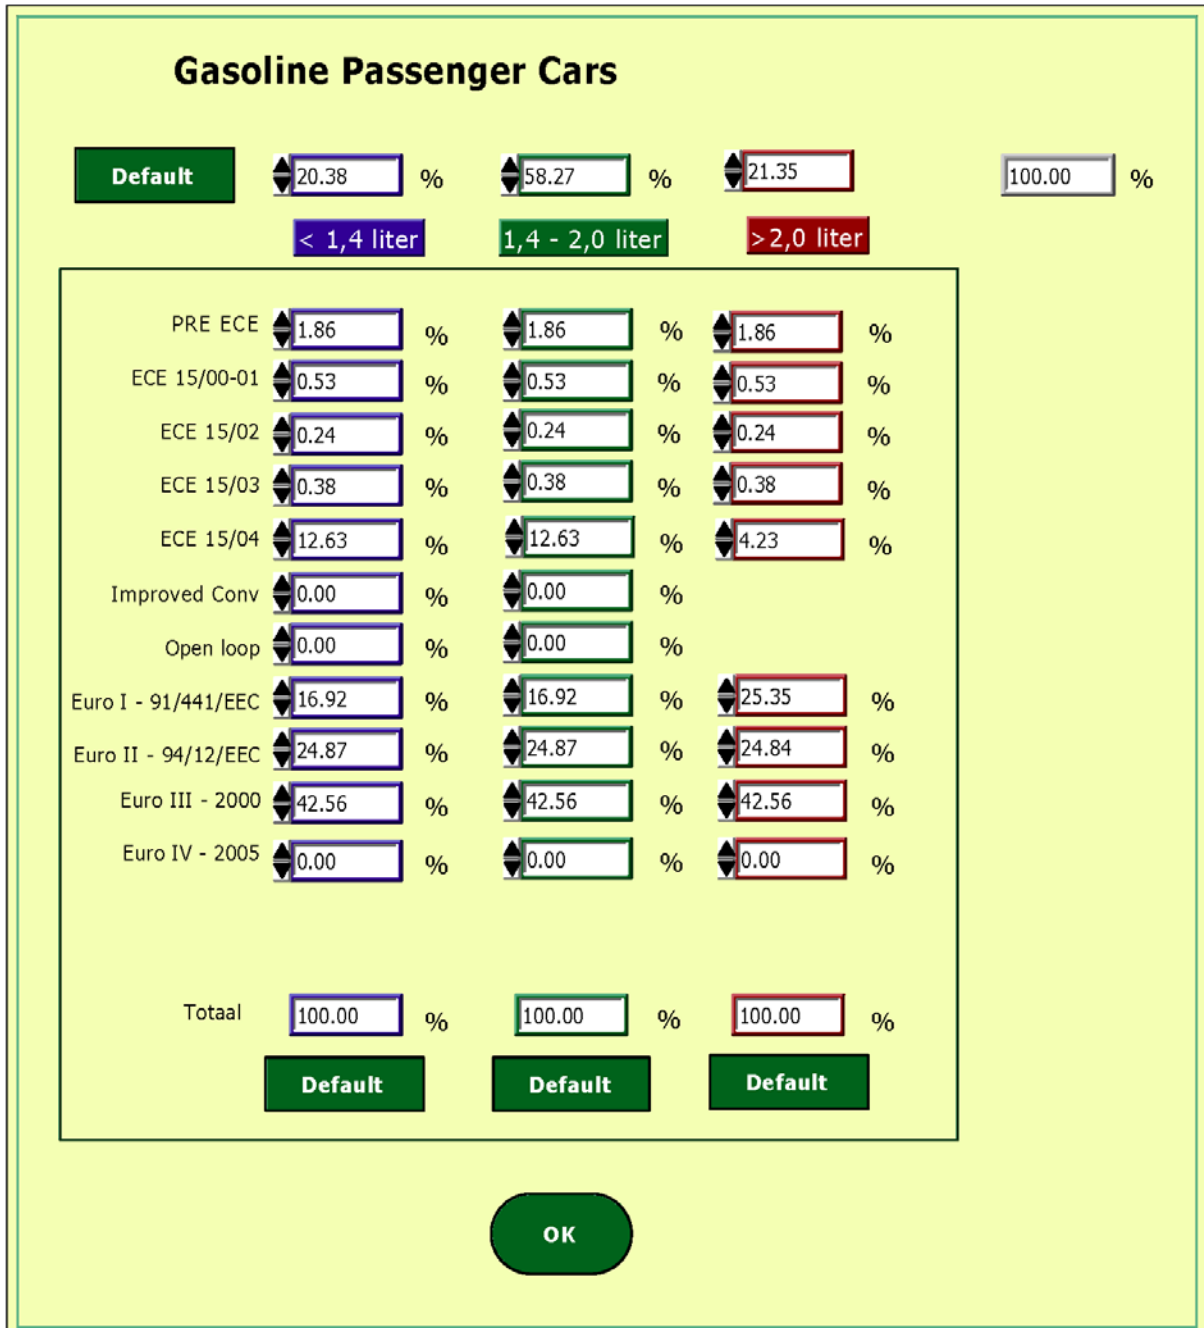 Gasoline Passenger Cars
Default 20.38 % 58.27 % 21.35 100.00 %
< 1,4 liter 1,4 - 2,0 liter >2,0 liter
PRE ECE 1.86 % 1.86 % 1.86 %
ECE 15/00-01 0.53 % 0.53 % 0.53 %
ECE 15/02 0.24 % 0.24 % 0.24 %
ECE 15/03 0.38 % 0.38 % 0.38 %
ECE 15/04 12.63 % 12.63 % 4.23 %
Improved Conv 0.00 % 0.00 %
Open loop 0.00 % 0.00 %
Euro I - 91/441/EEC 16.92 % 16.92 % 25.35 %
Euro II - 94/12/EEC 24.87 % 24.87 % 24.84 %
Euro III - 2000 42.56 % 42.56 % 42.56 %
Euro IV - 2005 0.00 % 0.00 % 0.00 %
Totaal 100.00 % 100.00 % 100.00 %
Default Default Default
OK